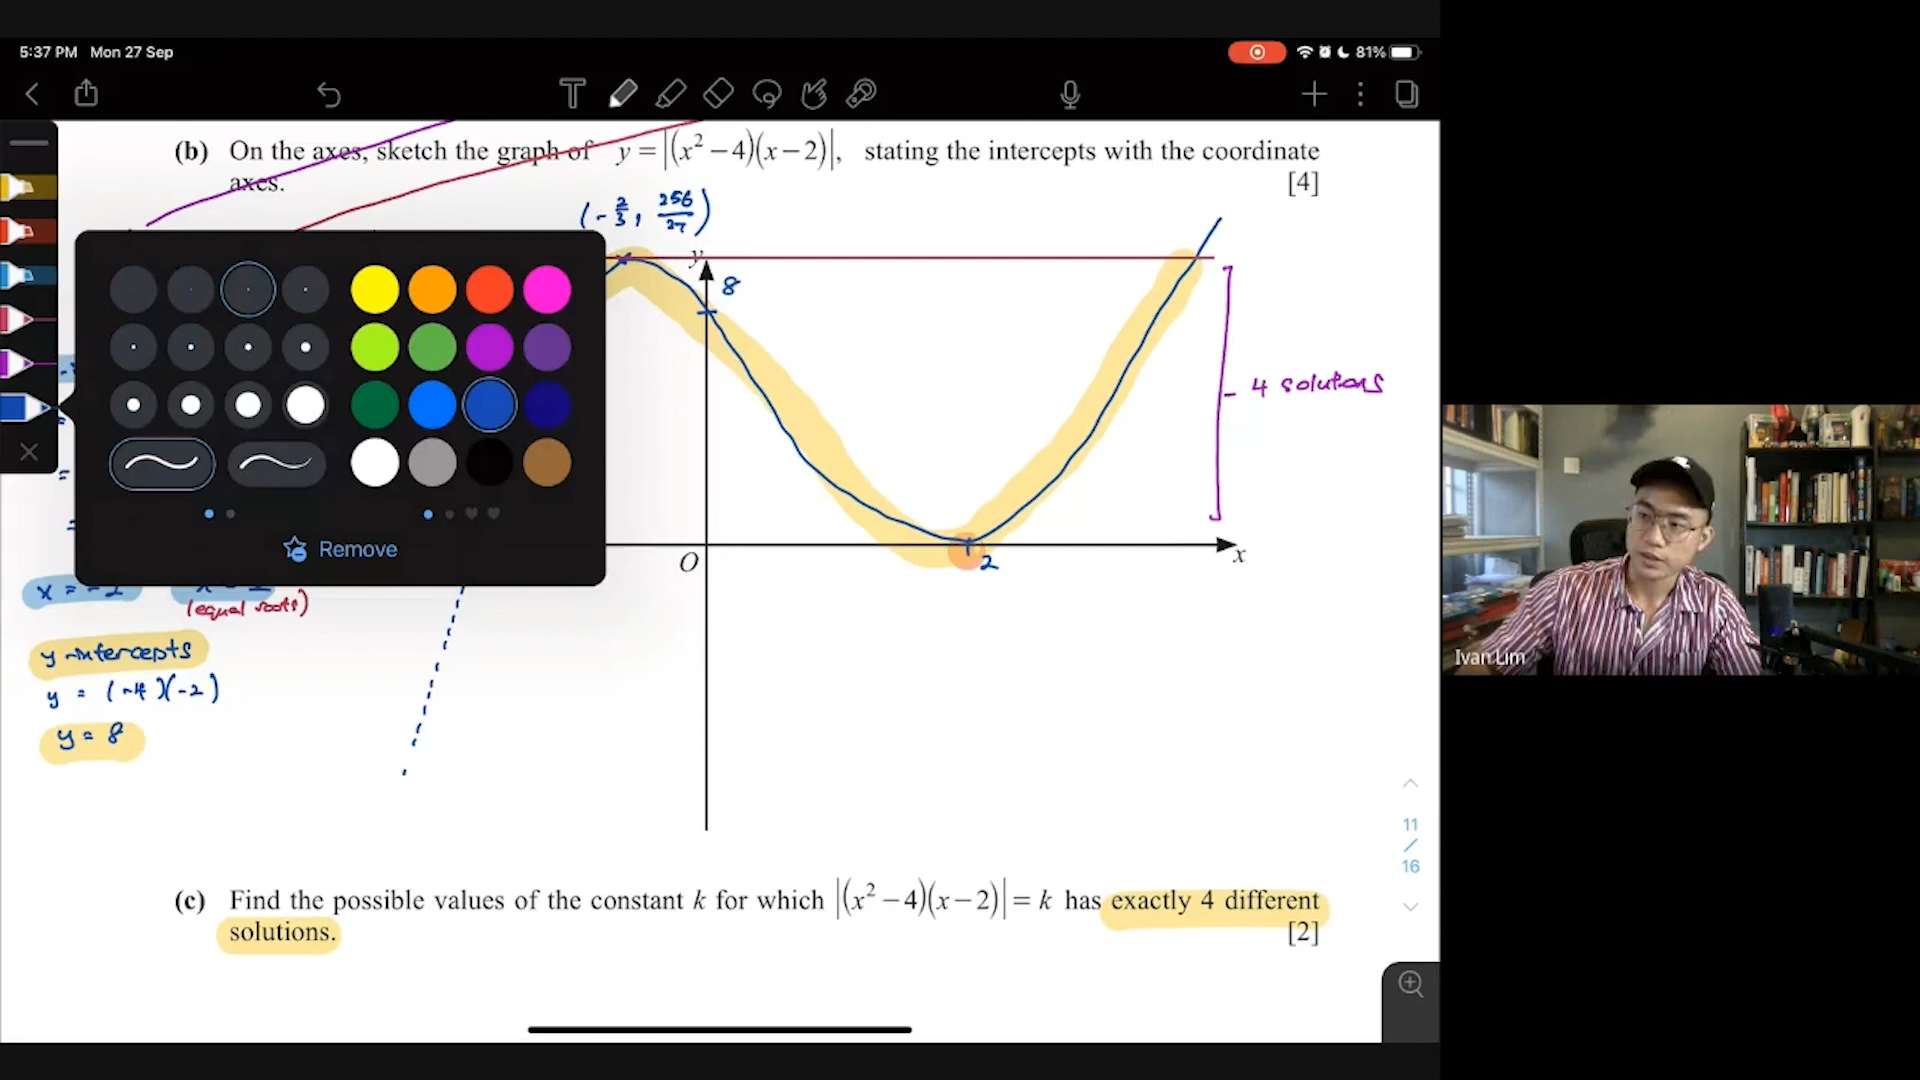 5:37 PM Mon 27 Sep
81%
(b) On the axes, sketch the graph of y = |(x² − 4)(x − 2)|, stating the intercepts with the coordinate
axes.
[4]
(-2/3, 256/27)
y
8
4 solutions
O
2
x
Remove
(equal roots)
y-intercepts
y = (-4)(-2)
y = 8
11
/
16
(c) Find the possible values of the constant k for which |(x² − 4)(x − 2)| = k has exactly 4 different
solutions.
[2]
Ivan Lim